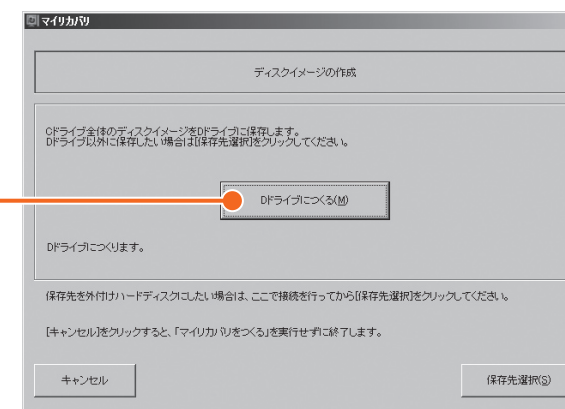 マイリカバリ
ディスクイメージの作成
Cドライブ全体のディスクイメージをDドライブに保存します。
Dドライブ以外に保存したい場合は[保存先選択]をクリックしてください。
Dドライブにつくる(M)
Dドライブにつくります。
保存先を外付けハードディスクにしたい場合は、ここで接続を行ってから[保存先選択]をクリックしてください。
[キャンセル]をクリックすると、「マイリカバリをつくる」を実行せずに終了します。
キャンセル
保存先選択(S)